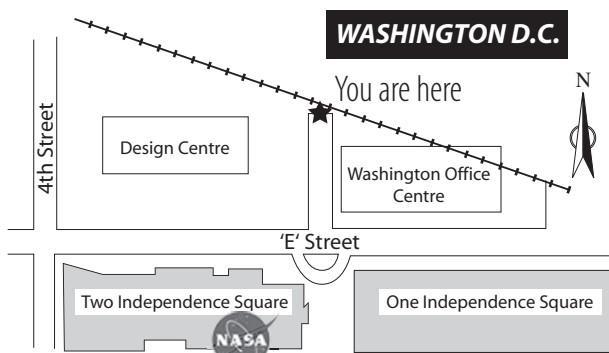 WASHINGTON D.C.
You are here
N
4th Street
Design Centre
Washington Office
Centre
'E' Street
Two Independence Square
One Independence Square
NASA